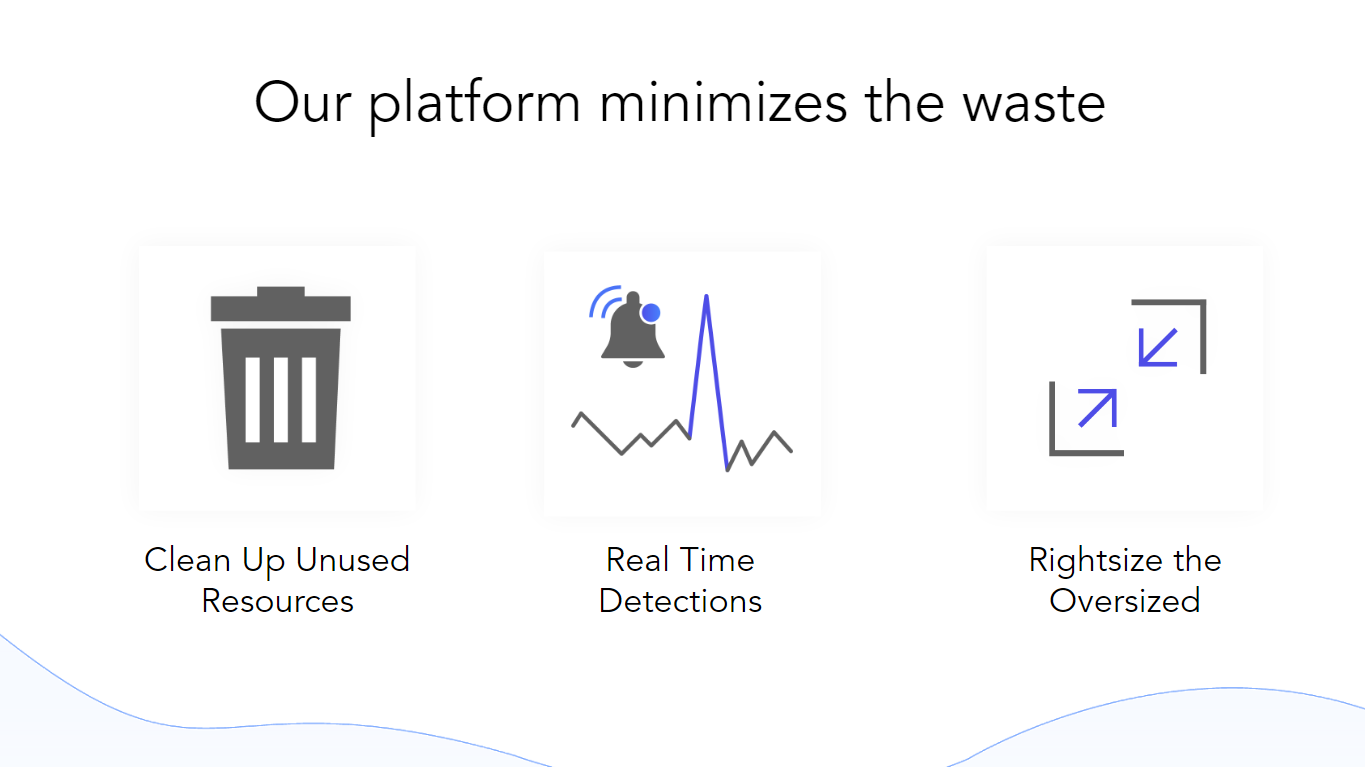 Our platform minimizes the waste
Clean Up Unused
Resources
Real Time
Detections
Rightsize the
Oversized